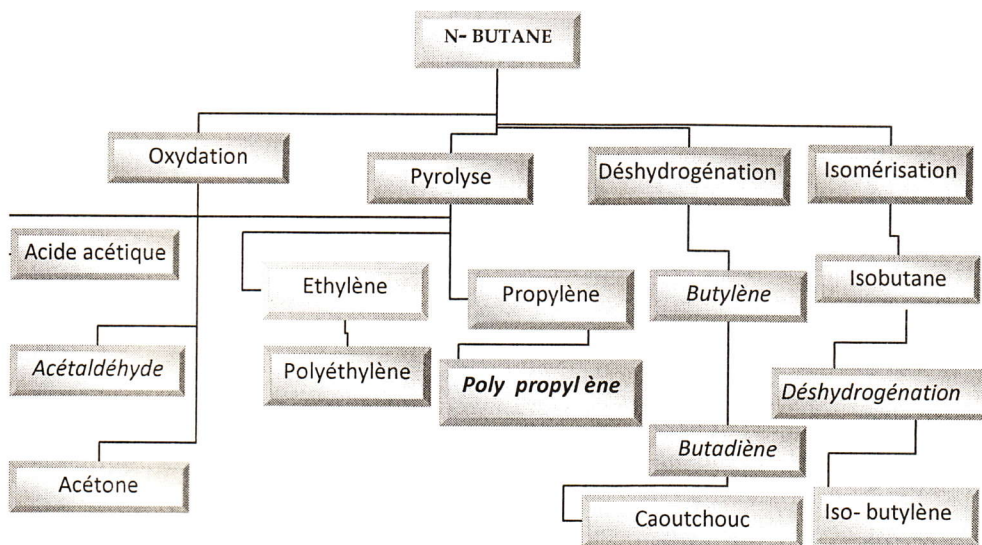 N- BUTANE
Oxydation
Pyrolyse
Déshydrogénation
Isomérisation
Acide acétique
Ethylène
Propylène
Butylène
Isobutane
Acétaldéhyde
Polyéthylène
Poly propyl ène
Déshydrogénation
Acétone
Butadiène
Caoutchouc
Iso- butylène